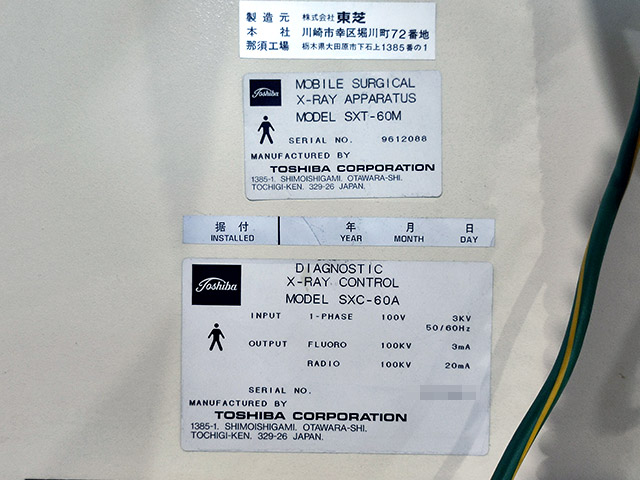 製造元 株式会社 東芝
本社 川崎市幸区堀川町72番地
那須工場 栃木県大田原市下石上1385番の1
Toshiba
MOBILE SURGICAL
X-RAY APPARATUS
MODEL SXT-60M
SERIAL NO. 9612088
MANUFACTURED BY
TOSHIBA CORPORATION
1385-1. SHIMOISHIGAMI. OTAWARA-SHI.
TOCHIGI-KEN. 329-26 JAPAN.
据付 年 月 日
INSTALLED YEAR MONTH DAY
Toshiba
DIAGNOSTIC
X-RAY CONTROL
MODEL SXC-60A
INPUT 1-PHASE 100V 3KV
50/60Hz
OUTPUT FLUORO 100KV 3mA
RADIO 100KV 20mA
SERIAL NO.
MANUFACTURED BY
TOSHIBA CORPORATION
1385-1. SHIMOISHIGAMI. OTAWARA-SHI.
TOCHIGI-KEN. 329-26 JAPAN.